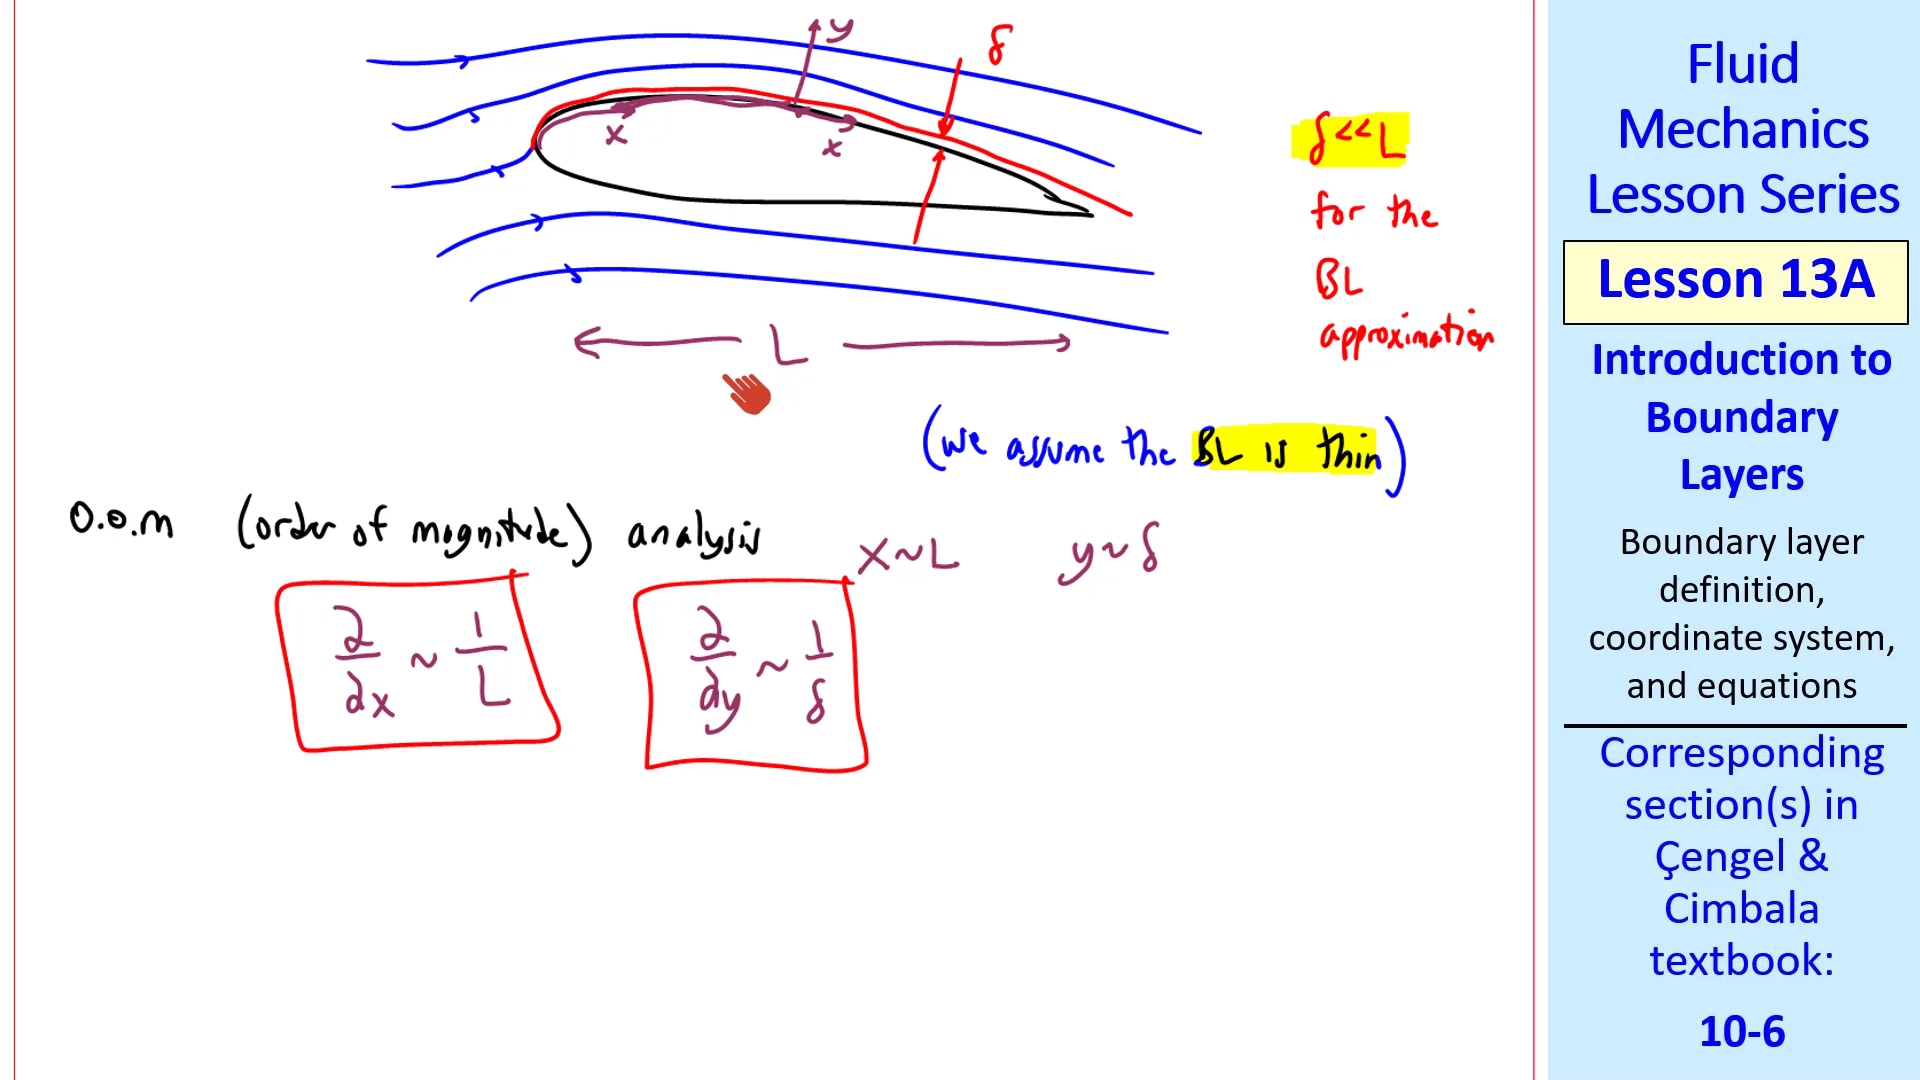 y
δ
x
x
δ<<L
for the
BL
approximation
L
(we assume the BL is thin)
O.O.M (order of magnitude) analysis
x~L y~δ
∂/∂x ~ 1/L ∂/∂y ~ 1/δ
Fluid
Mechanics
Lesson Series
Lesson 13A
Introduction to
Boundary
Layers
Boundary layer
definition,
coordinate system,
and equations
Corresponding
section(s) in
Çengel &
Cimbala
textbook:
10-6